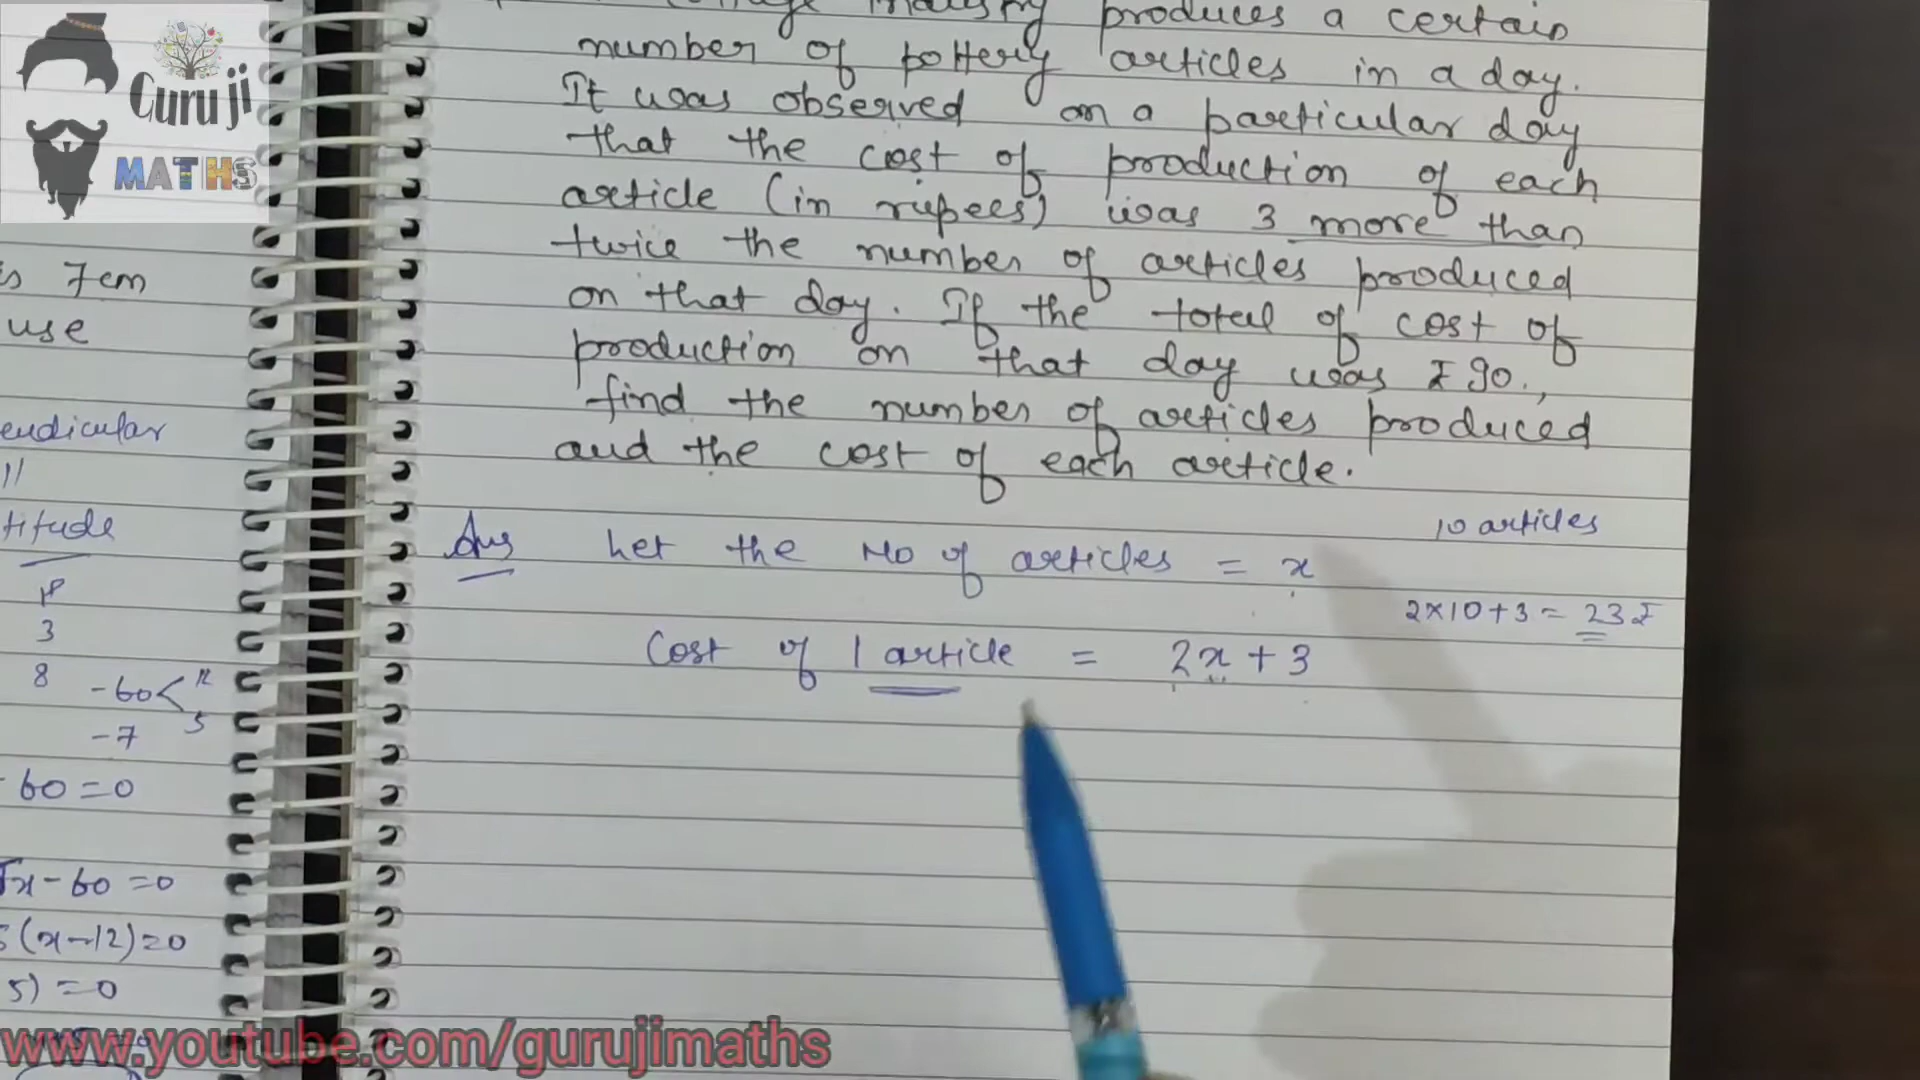 Guruji
MATHS
produces a certain
number of pottery articles in a day.
It was observed on a particular day
that the cost of production of each
article (in rupees) was 3 more than
twice the number of articles produced
on that day. If the total of cost of
production on that day was ₹ 90.,
find the number of articles produced
and the cost of each article.
10 articles
Ans Let the No of articles = x
2×10+3 = 23₹
Cost of 1 article = 2x + 3
7cm
use
endicular
titude
3
8 -60< 12
5
-7
60 = 0
x - 60 = 0
(x-12)=0
5) = 0
www.youtube.com/gurujimaths